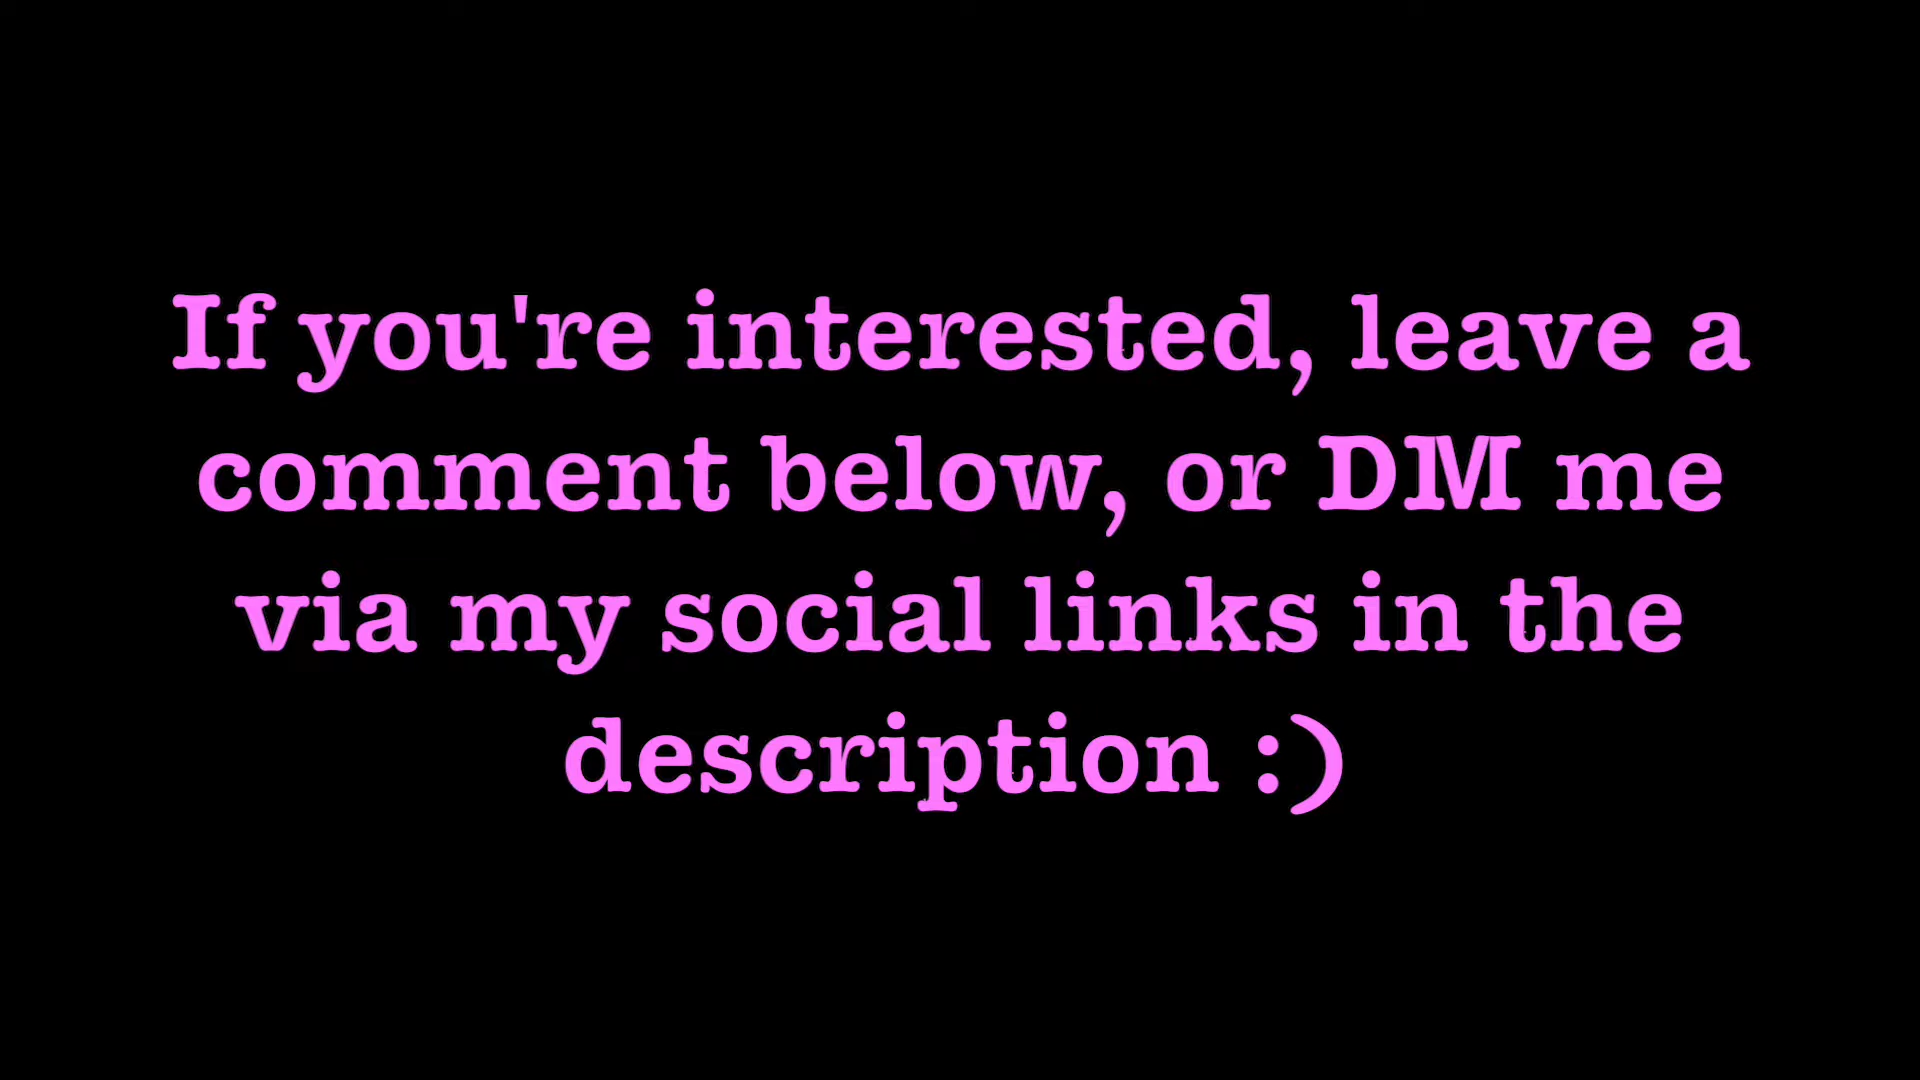 If you're interested, leave a
comment below, or DM me
via my social links in the
description :)